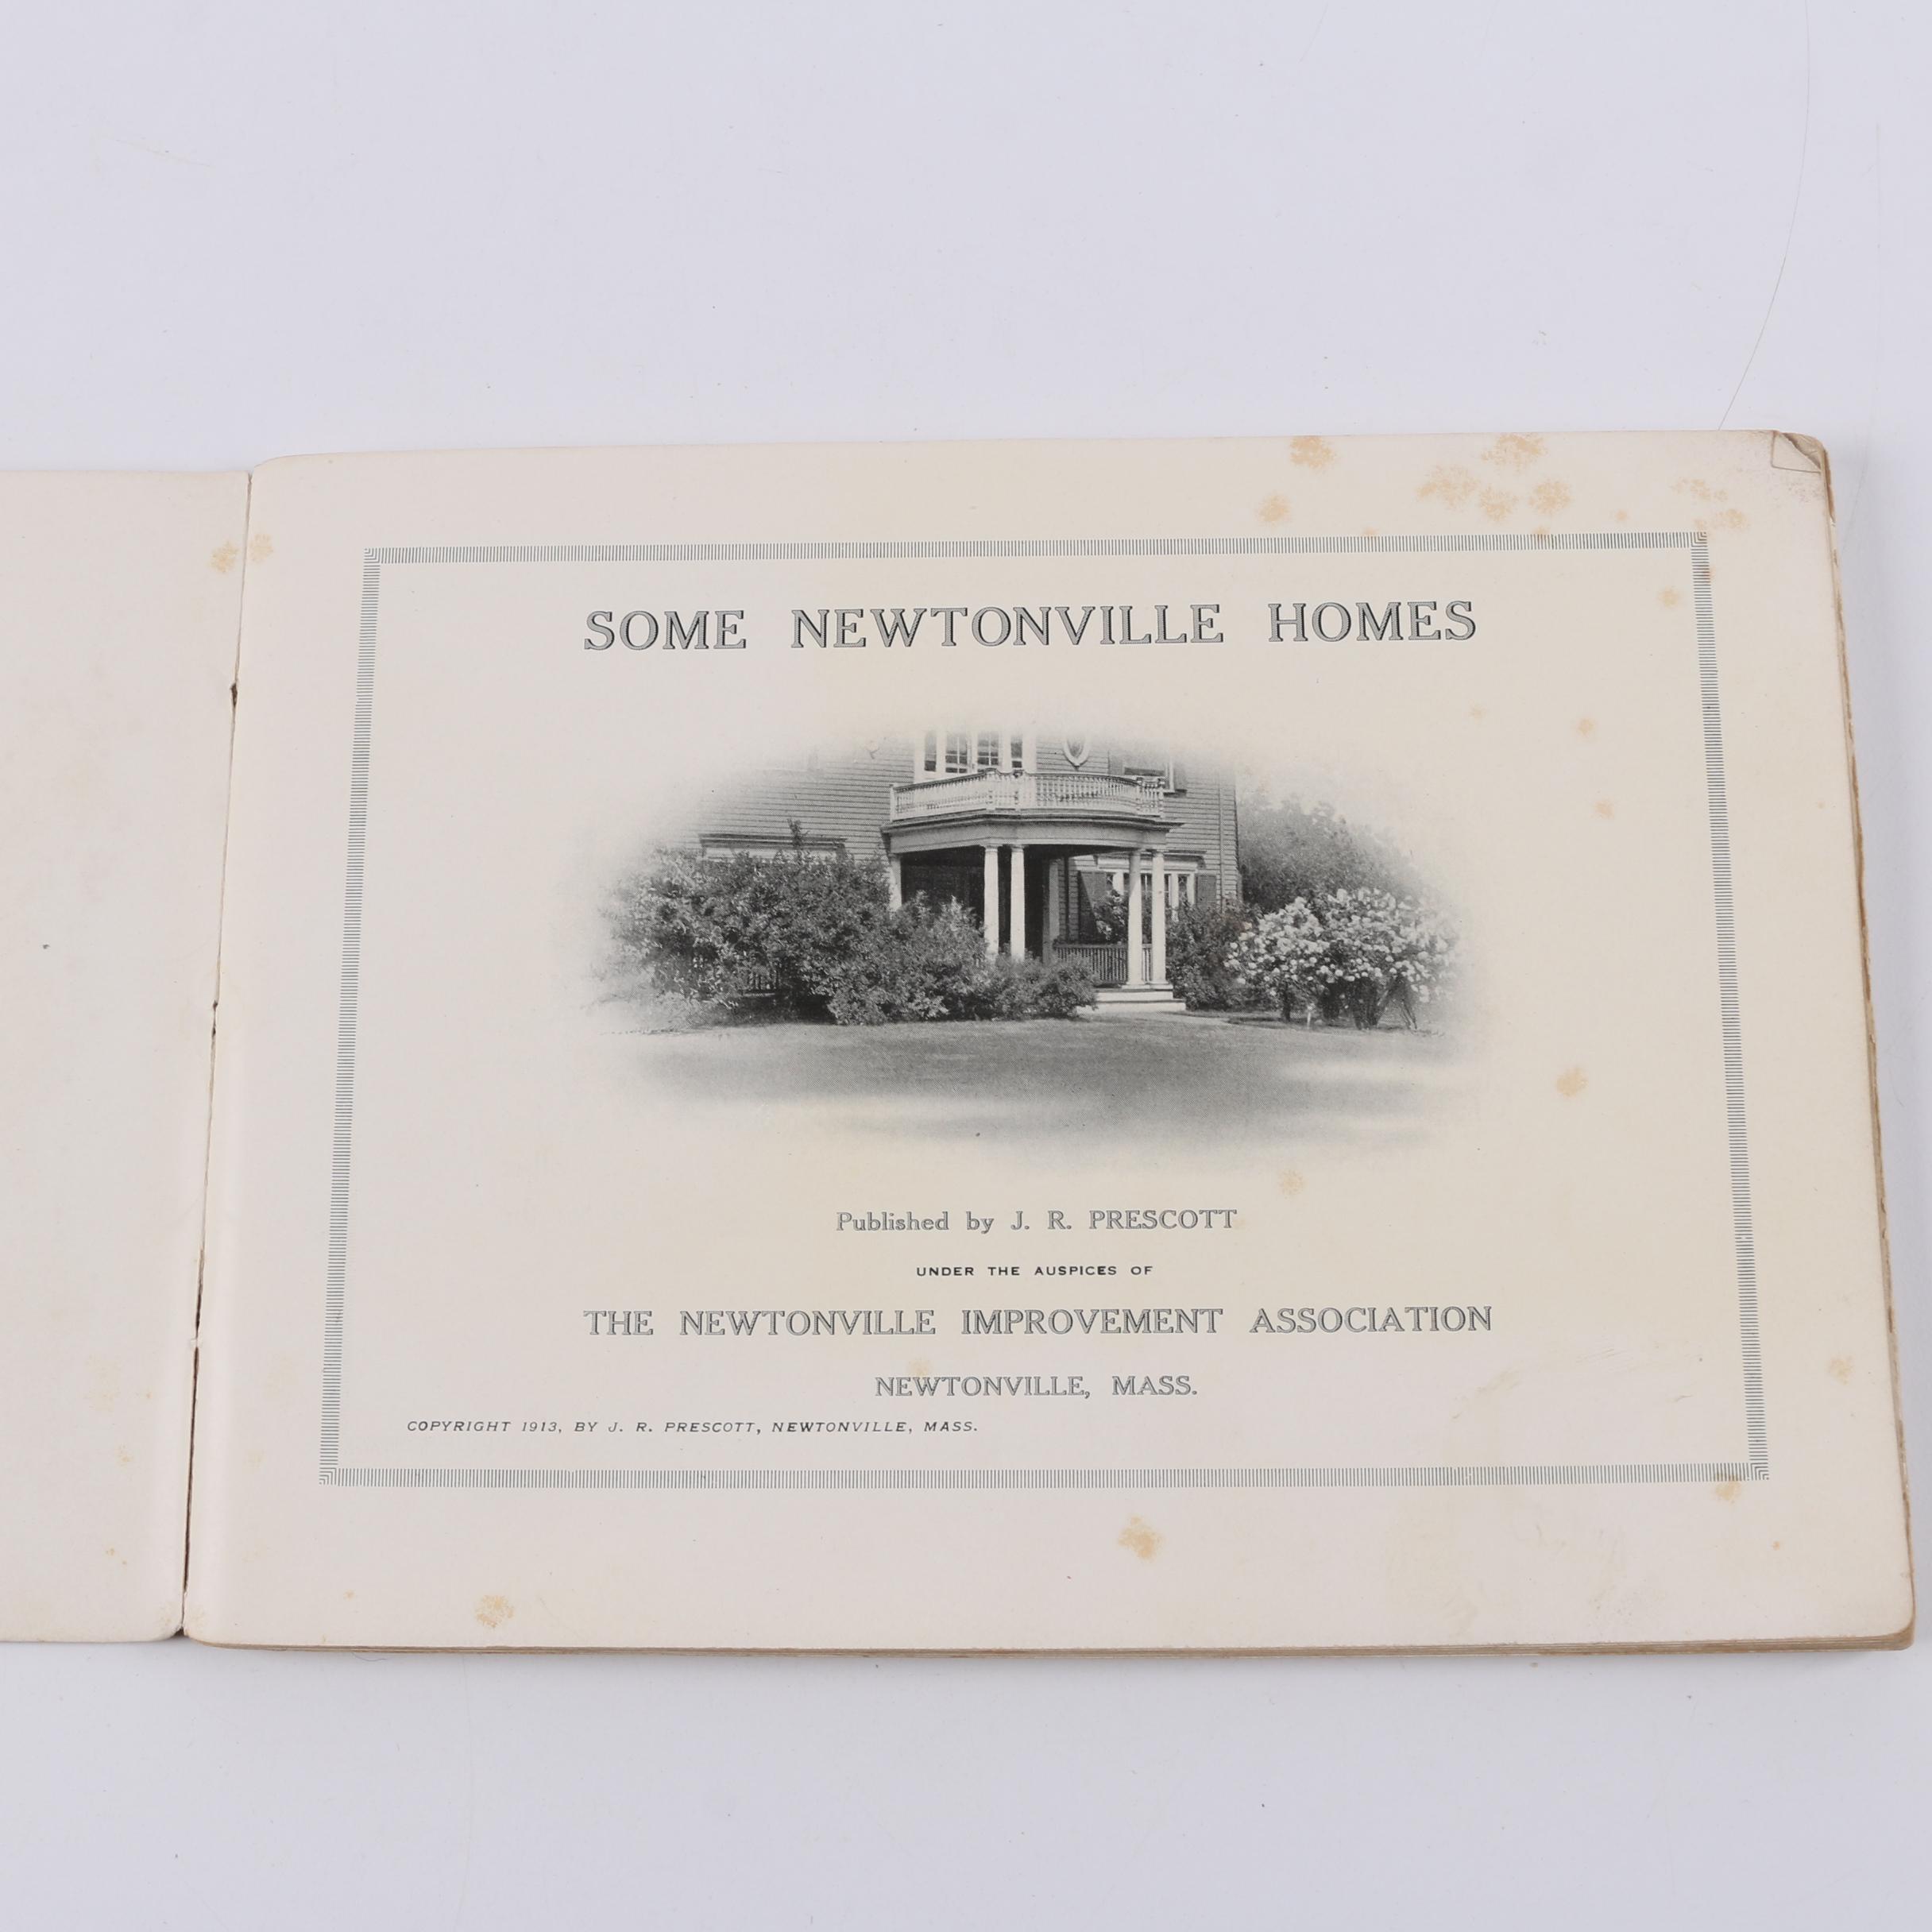 SOME NEWTONVILLE HOMES
Published by J. R. PRESCOTT
UNDER THE AUSPICES OF
THE NEWTONVILLE IMPROVEMENT ASSOCIATION
NEWTONVILLE, MASS.
COPYRIGHT 1913, BY J. R. PRESCOTT, NEWTONVILLE, MASS.